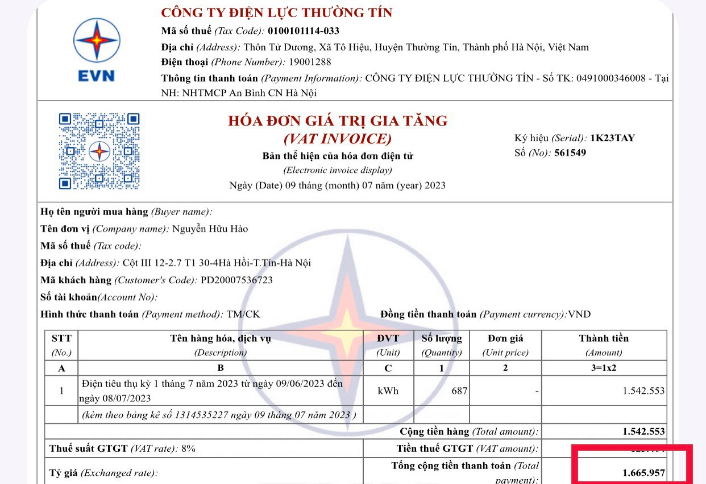 CÔNG TY ĐIỆN LỰC THƯỜNG TÍN
Mã số thuế (Tax Code): 0100101114-033
Địa chỉ (Address): Thôn Từ Dương, Xã Tô Hiệu, Huyện Thường Tín, Thành phố Hà Nội, Việt Nam
Điện thoại (Phone Number): 19001288
Thông tin thanh toán (Payment Information): CÔNG TY ĐIỆN LỰC THƯỜNG TÍN - Số TK: 0491000346008 - Tại
NH: NHTMCP An Bình CN Hà Nội
EVN
HÓA ĐƠN GIÁ TRỊ GIA TĂNG
(VAT INVOICE)
Bản thể hiện của hóa đơn điện tử
(Electronic invoice display)
Ngày (Date) 09 tháng (month) 07 năm (year) 2023
Ký hiệu (Serial): 1K23TAY
Số (No): 561549
Họ tên người mua hàng (Buyer name):
Tên đơn vị (Company name): Nguyễn Hữu Hào
Mã số thuế (Tax code):
Địa chỉ (Address): Cột III 12-2.7 T1 30-4Hà Hồi-T.Tín-Hà Nội
Mã khách hàng (Customer's Code): PD20007536723
Số tài khoản(Account No):
Hình thức thanh toán (Payment method): TM/CK Đồng tiền thanh toán (Payment currency):VND
STT Tên hàng hóa, dịch vụ ĐVT Số lượng Đơn giá Thành tiền
(No.) (Description) (Unit) (Quantity) (Unit price) (Amount)
A B C 1 2 3=1x2
1 Điện tiêu thụ kỳ 1 tháng 7 năm 2023 từ ngày 09/06/2023 đến kWh 687 - 1.542.553
ngày 08/07/2023
(kèm theo bảng kê số 1314535227 ngày 09 tháng 07 năm 2023 )
Cộng tiền hàng (Total amount): 1.542.553
Thuế suất GTGT (VAT rate): 8% Tiền thuế GTGT (VAT amount):
Tỷ giá (Exchanged rate): Tổng cộng tiền thanh toán (Total 1.665.957
payment):